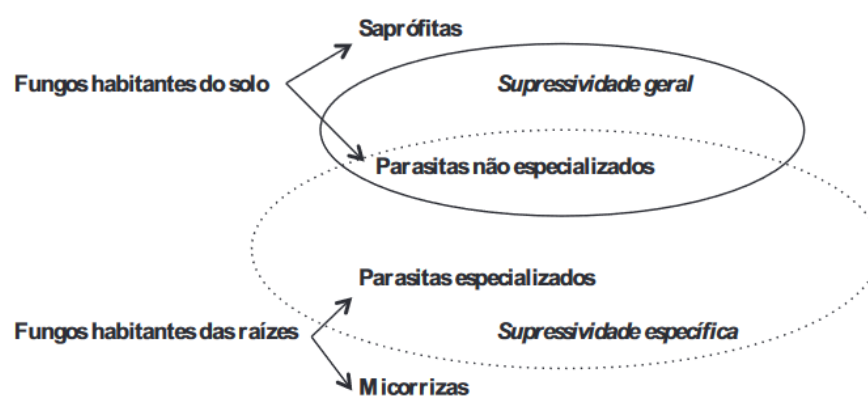 Saprófitas
Fungos habitantes do solo
Supressividade geral
Parasitas não especializados
Parasitas especializados
Fungos habitantes das raízes
Supressividade específica
Micorrizas